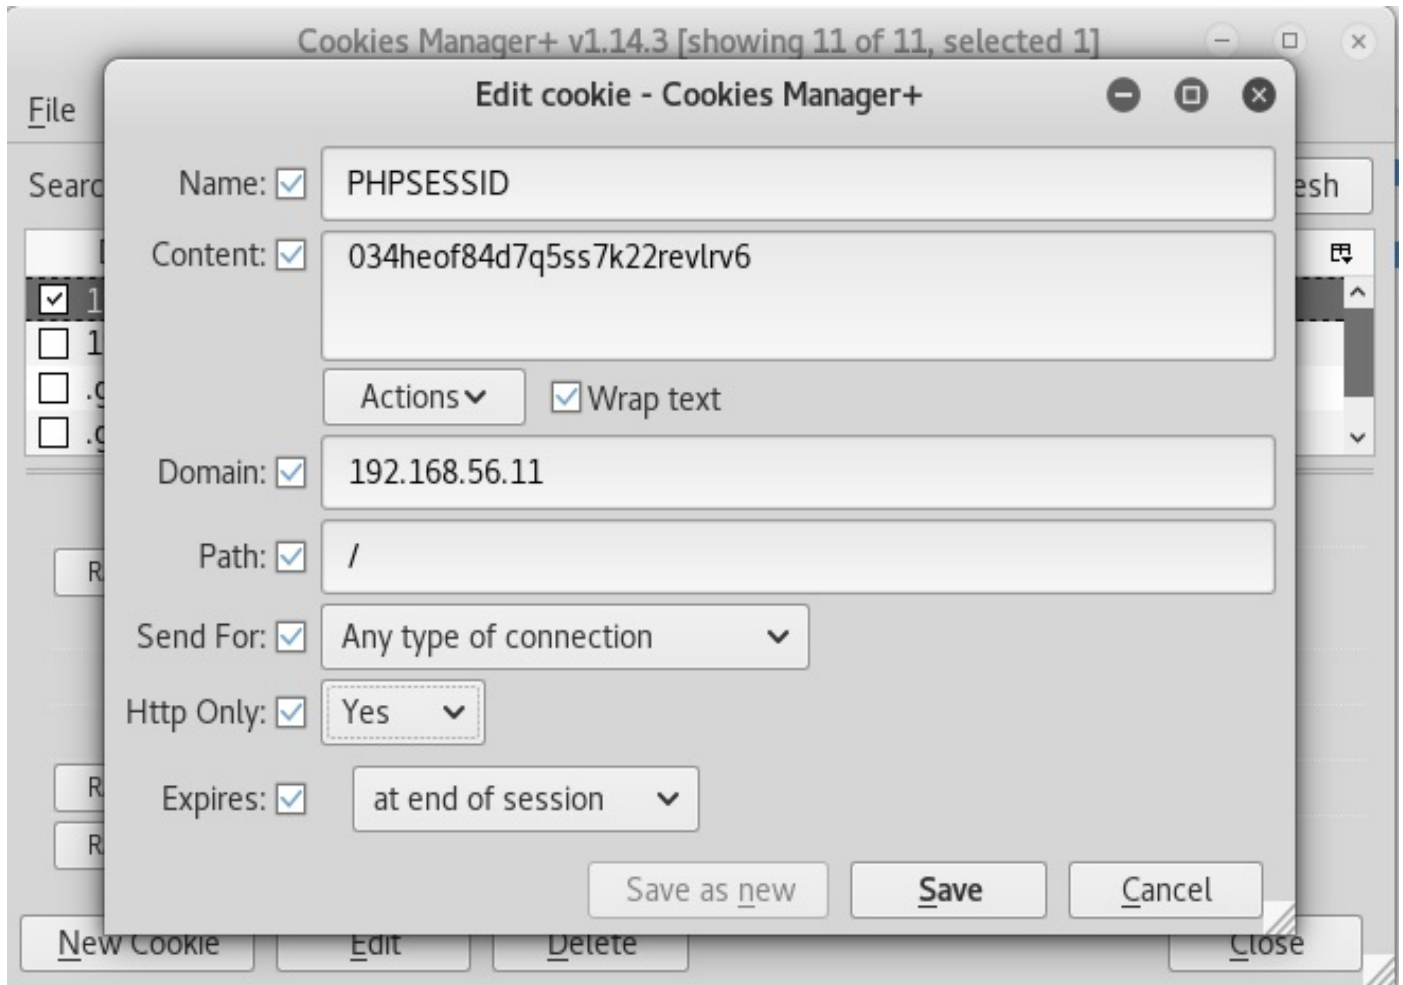 Cookies Manager+ v1.14.3 [showing 11 of 11, selected 1]
Edit cookie - Cookies Manager+
File
Name: PHPSESSID
Content: 034heof84d7q5ss7k22revlrv6
Actions Wrap text
Domain: 192.168.56.11
Path: /
Send For: Any type of connection
Http Only: Yes
Expires: at end of session
Save as new Save Cancel
New Cookie Edit Delete Close